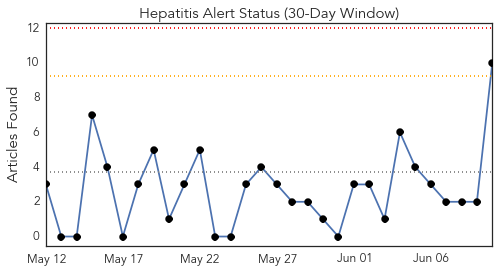 Hepatitis Alert Status (30-Day Window)
Articles Found
12
10
8
6
4
2
0
May 12
May 17
May 22
May 27
Jun 01
Jun 06